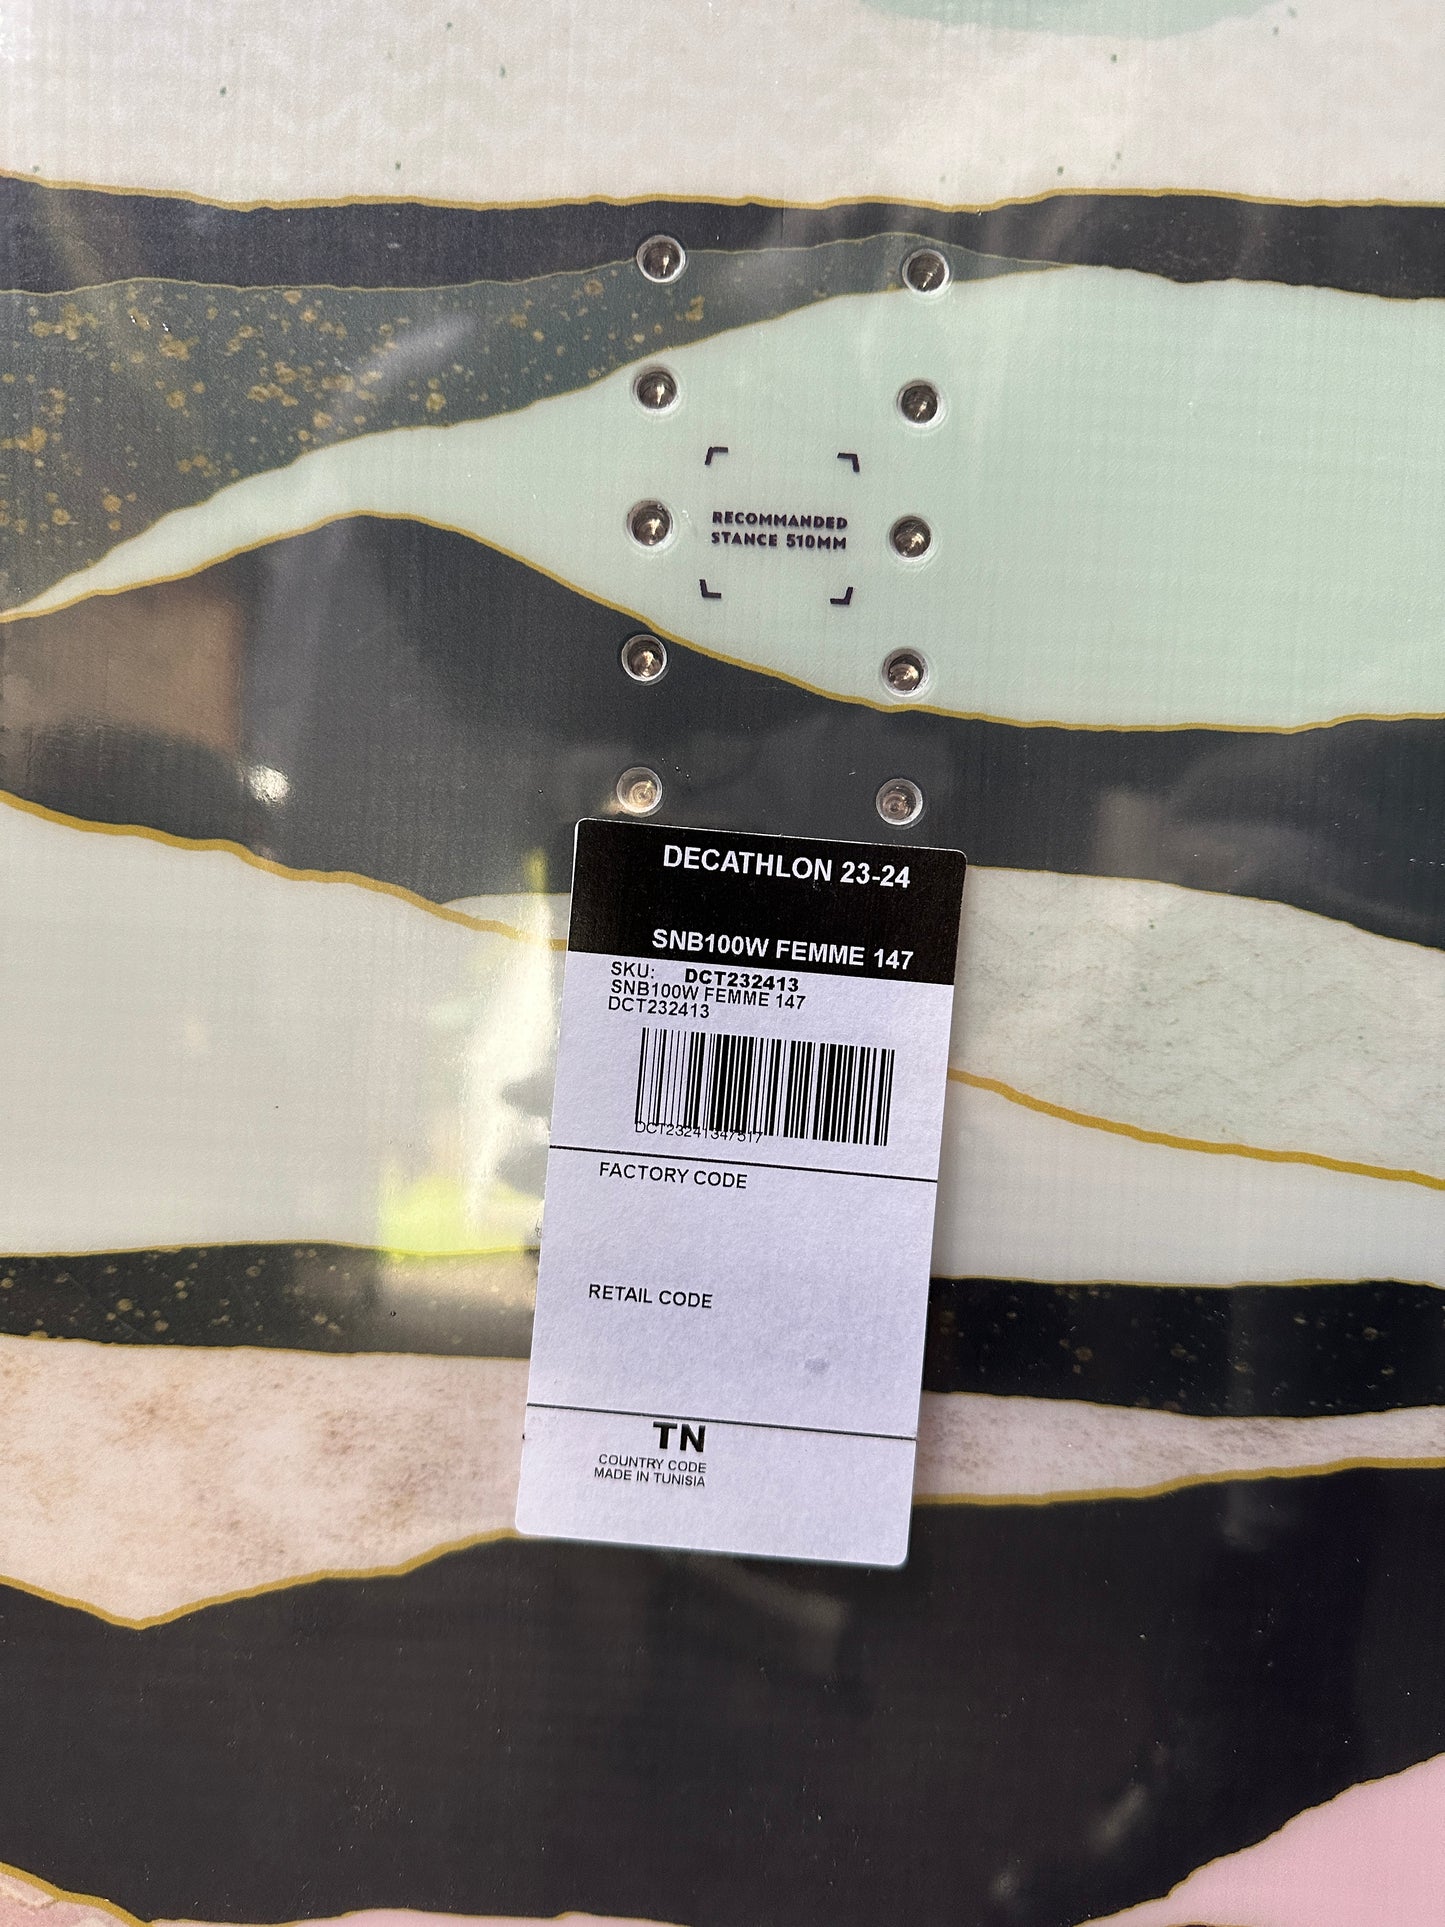 RECOMMANDED
STANCE 510MM
DECATHLON 23-24
SNB100W FEMME 147
SKU: DCT232413
SNB100W FEMME 147
DCT232413
DCT23241347517
FACTORY CODE
RETAIL CODE
TN
COUNTRY CODE
MADE IN TUNISIA